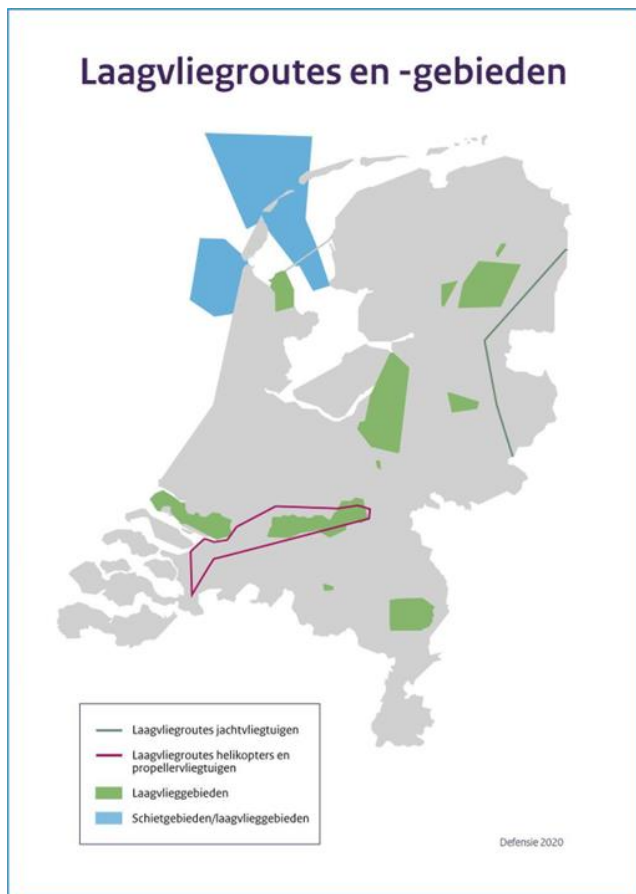 Laagvliegroutes en -gebieden
Laagvliegroutes jachtvliegtuigen
Laagvliegroutes helikopters en
propellervliegtuigen
Laagvlieggebieden
Schietgebieden/laagvlieggebieden
Defensie 2020